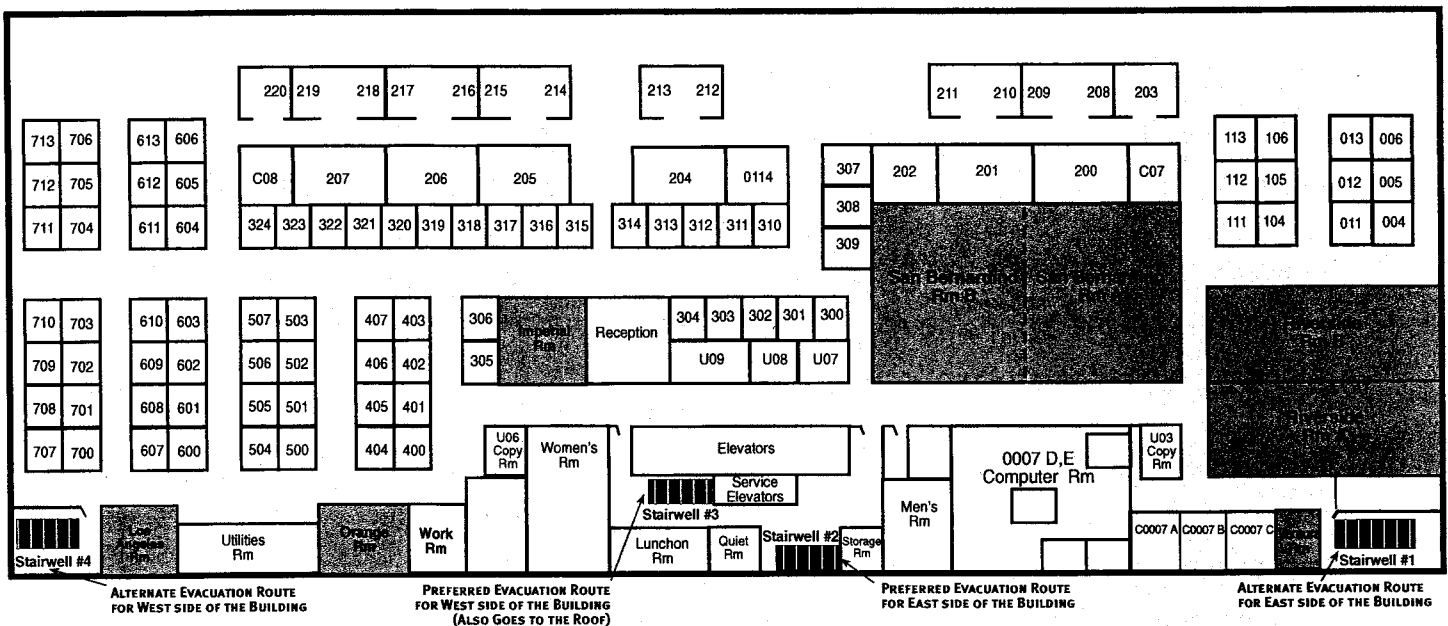 220 219 218 217 216 215 214
213 212
211 210 209 208 203
713 706
712 705
711 704
613 606
612 605
611 604
C08 207 206 205
324 323 322 321 320 319 318 317 316 315
204 0114
314 313 312 311 310
307
308
309
202 201 200 C07
San Bernardino
Rm B
113 106
112 105
111 104
013 006
012 005
011 004
710 703
709 702
708 701
707 700
610 603
609 602
608 601
607 600
507 503
506 502
505 501
504 500
407 403
406 402
405 401
404 400
306
305
Imperial
Rm
Reception
304 303 302 301 300
U09 U08 U07
U06
Copy
Rm
Women's
Rm
Elevators
Service
Elevators
Stairwell #3
Men's
Rm
0007 D,E
Computer Rm
U03
Copy
Rm
Stairwell #4
Los
Angeles
Rm
Utilities
Rm
Orange
Rm
Work
Rm
Lunchon
Rm
Quiet
Rm
Stairwell #2
Storage
Rm
C0007 A C0007 B C0007 C
Stairwell #1
ALTERNATE EVACUATION ROUTE
FOR WEST SIDE OF THE BUILDING
PREFERRED EVACUATION ROUTE
FOR WEST SIDE OF THE BUILDING
(ALSO GOES TO THE ROOF)
PREFERRED EVACUATION ROUTE
FOR EAST SIDE OF THE BUILDING
ALTERNATE EVACUATION ROUTE
FOR EAST SIDE OF THE BUILDING